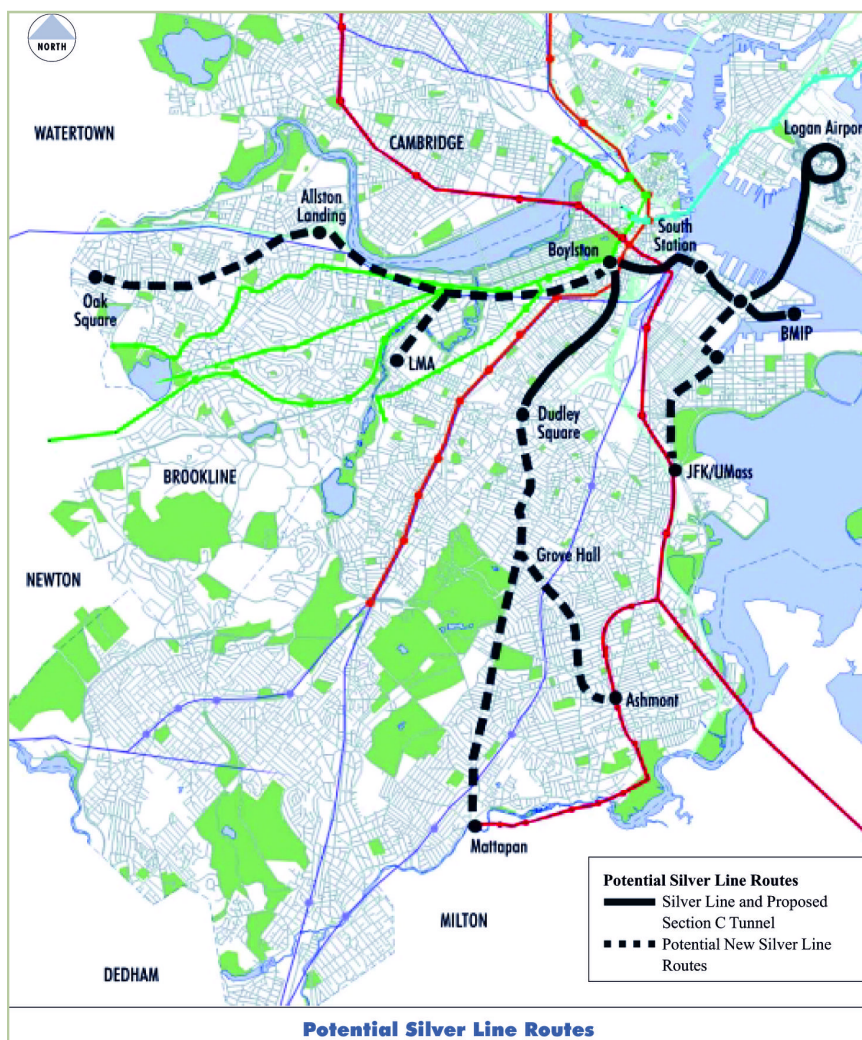 NORTH
WATERTOWN
CAMBRIDGE
Logan Airport
Allston
Landing
South
Station
Boylston
Oak
Square
LMA
BMIP
Dudley
Square
BROOKLINE
JFK/UMass
Grove Hall
NEWTON
Ashmont
Mattapan
MILTON
DEDHAM
Potential Silver Line Routes
Silver Line and Proposed
Section C Tunnel
Potential New Silver Line
Routes
Potential Silver Line Routes